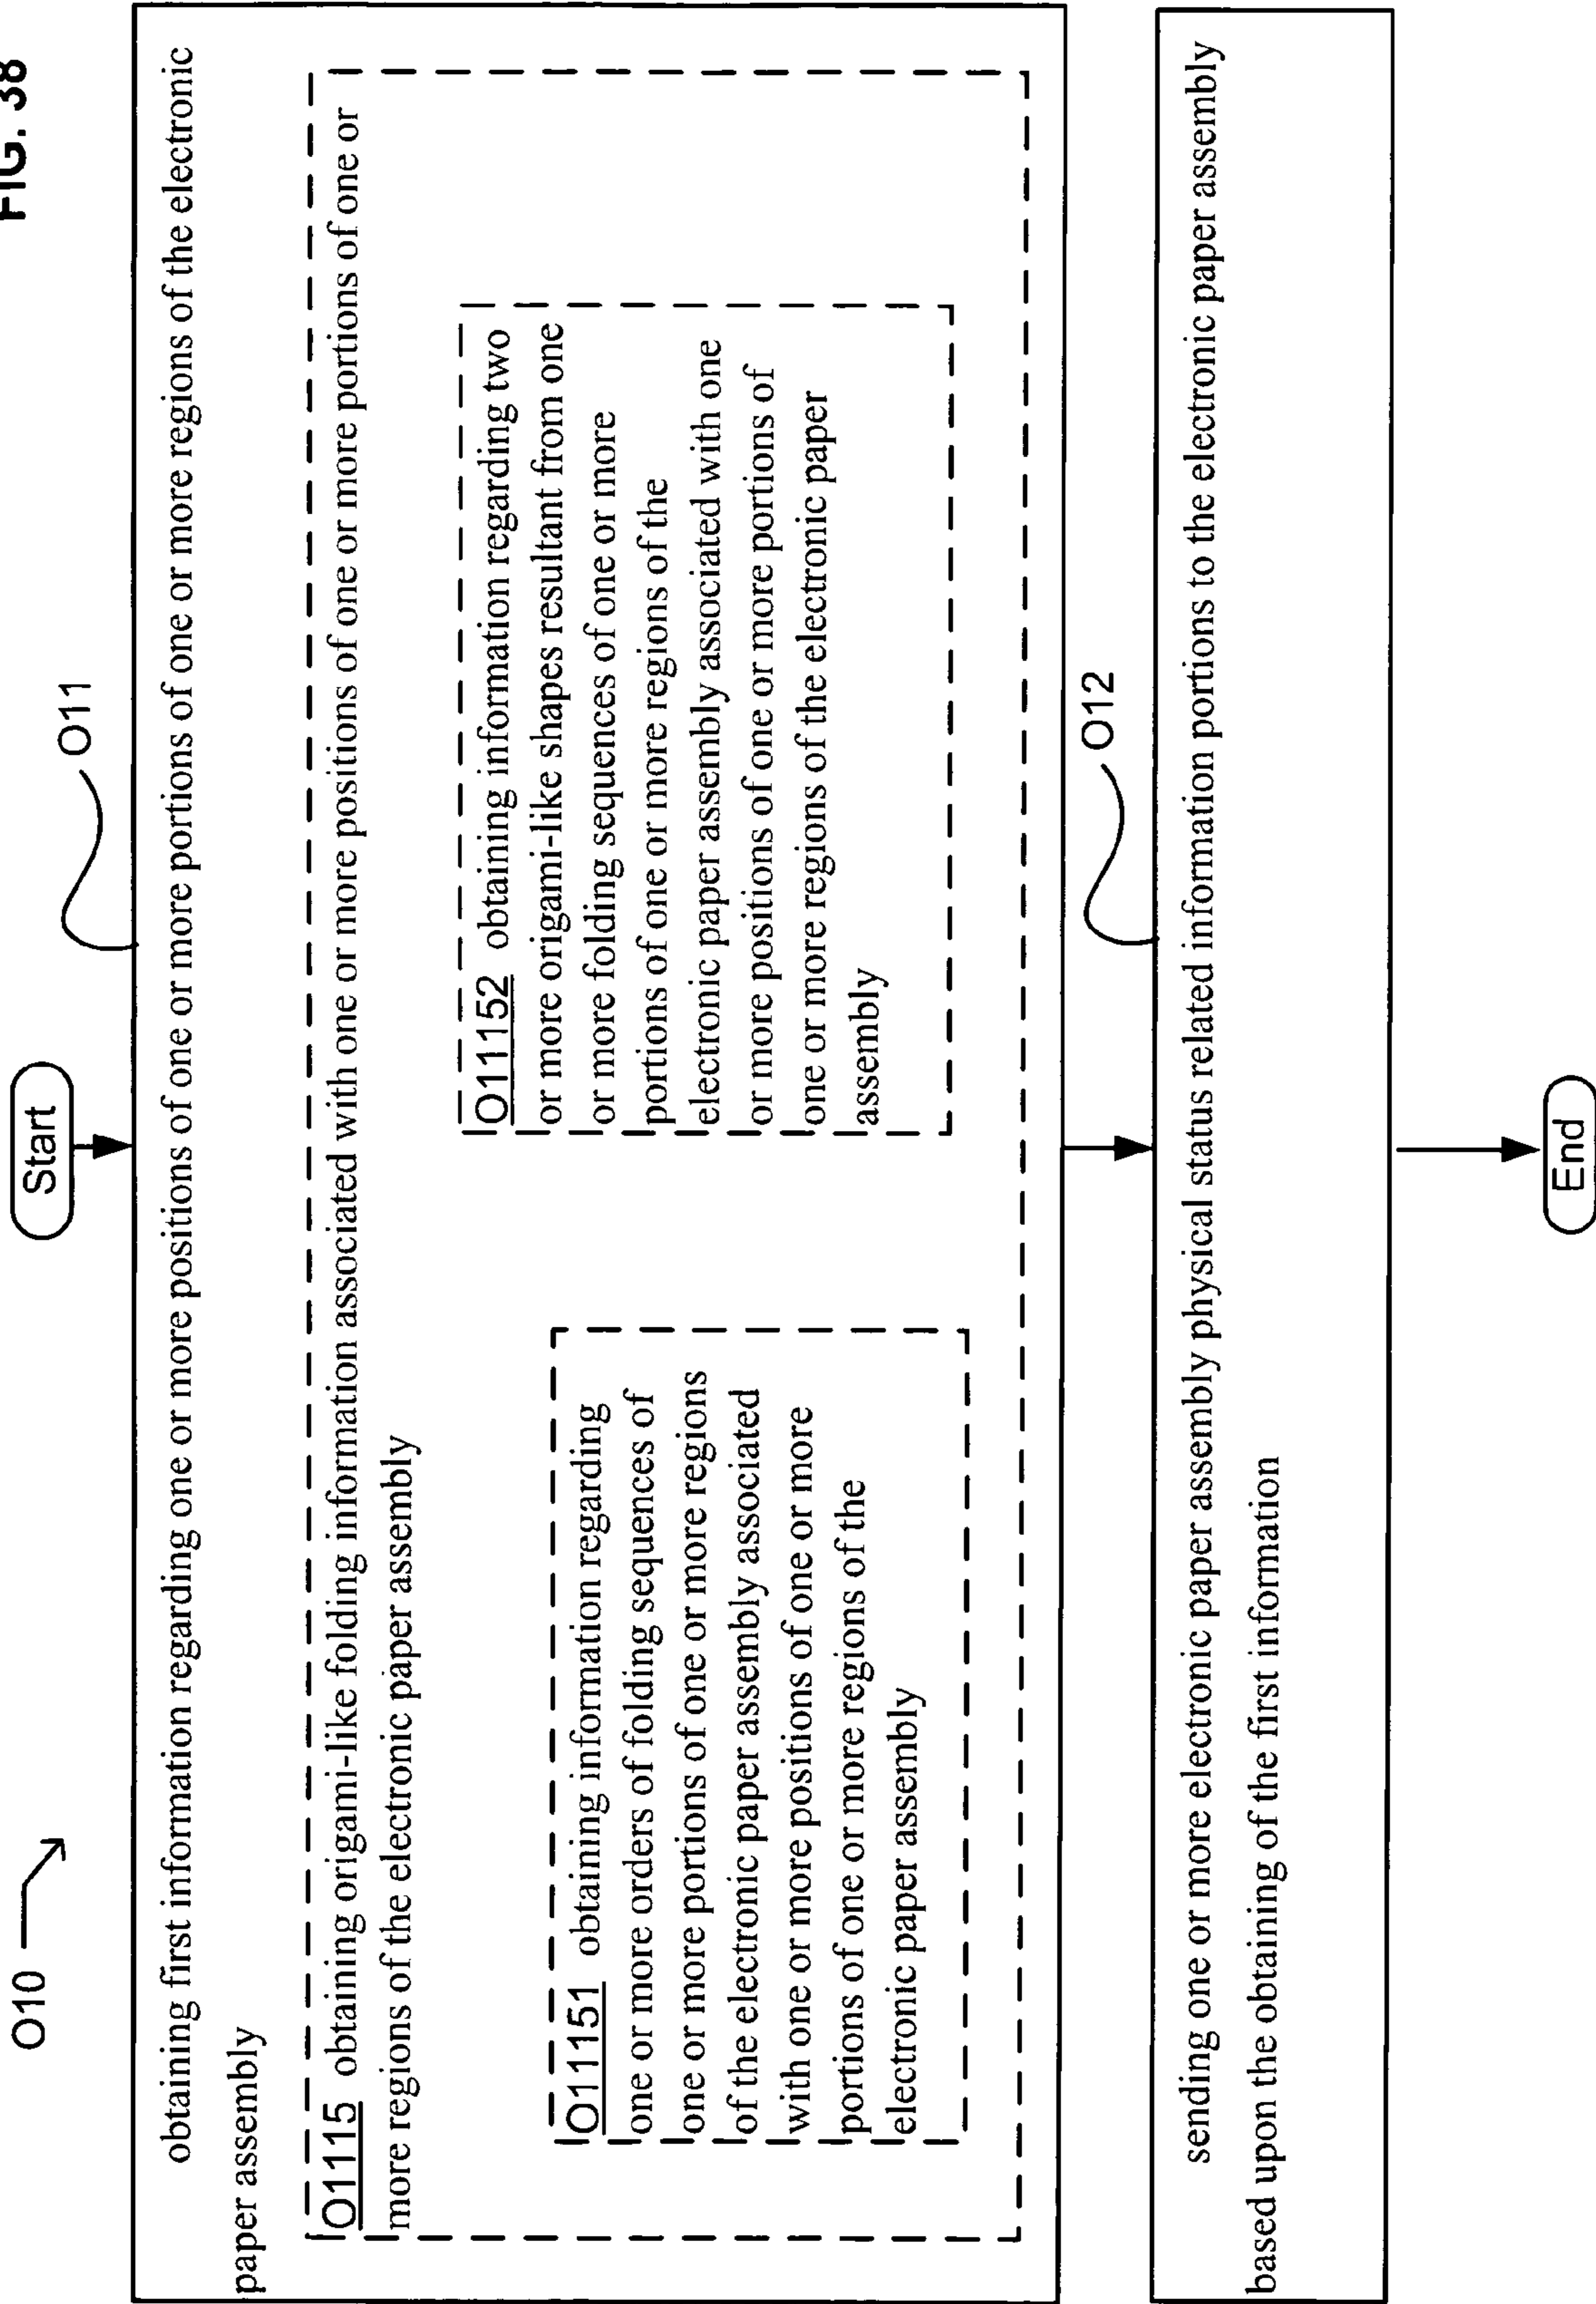 FIG. 38
O10
Start
O11
obtaining first information regarding one or more positions of one or more portions of one or more regions of the electronic
paper assembly
O1115 obtaining origami-like folding information associated with one or more positions of one or more portions of one or
more regions of the electronic paper assembly
O11151 obtaining information regarding
one or more orders of folding sequences of
one or more portions of one or more regions
of the electronic paper assembly associated
with one or more positions of one or more
portions of one or more regions of the
electronic paper assembly
O11152 obtaining information regarding two
or more origami-like shapes resultant from one
or more folding sequences of one or more
portions of one or more regions of the
electronic paper assembly associated with one
or more positions of one or more portions of
one or more regions of the electronic paper
assembly
O12
sending one or more electronic paper assembly physical status related information portions to the electronic paper assembly
based upon the obtaining of the first information
End